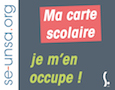 se-unsa.org
Ma carte
scolaire
je m'en
occupe !